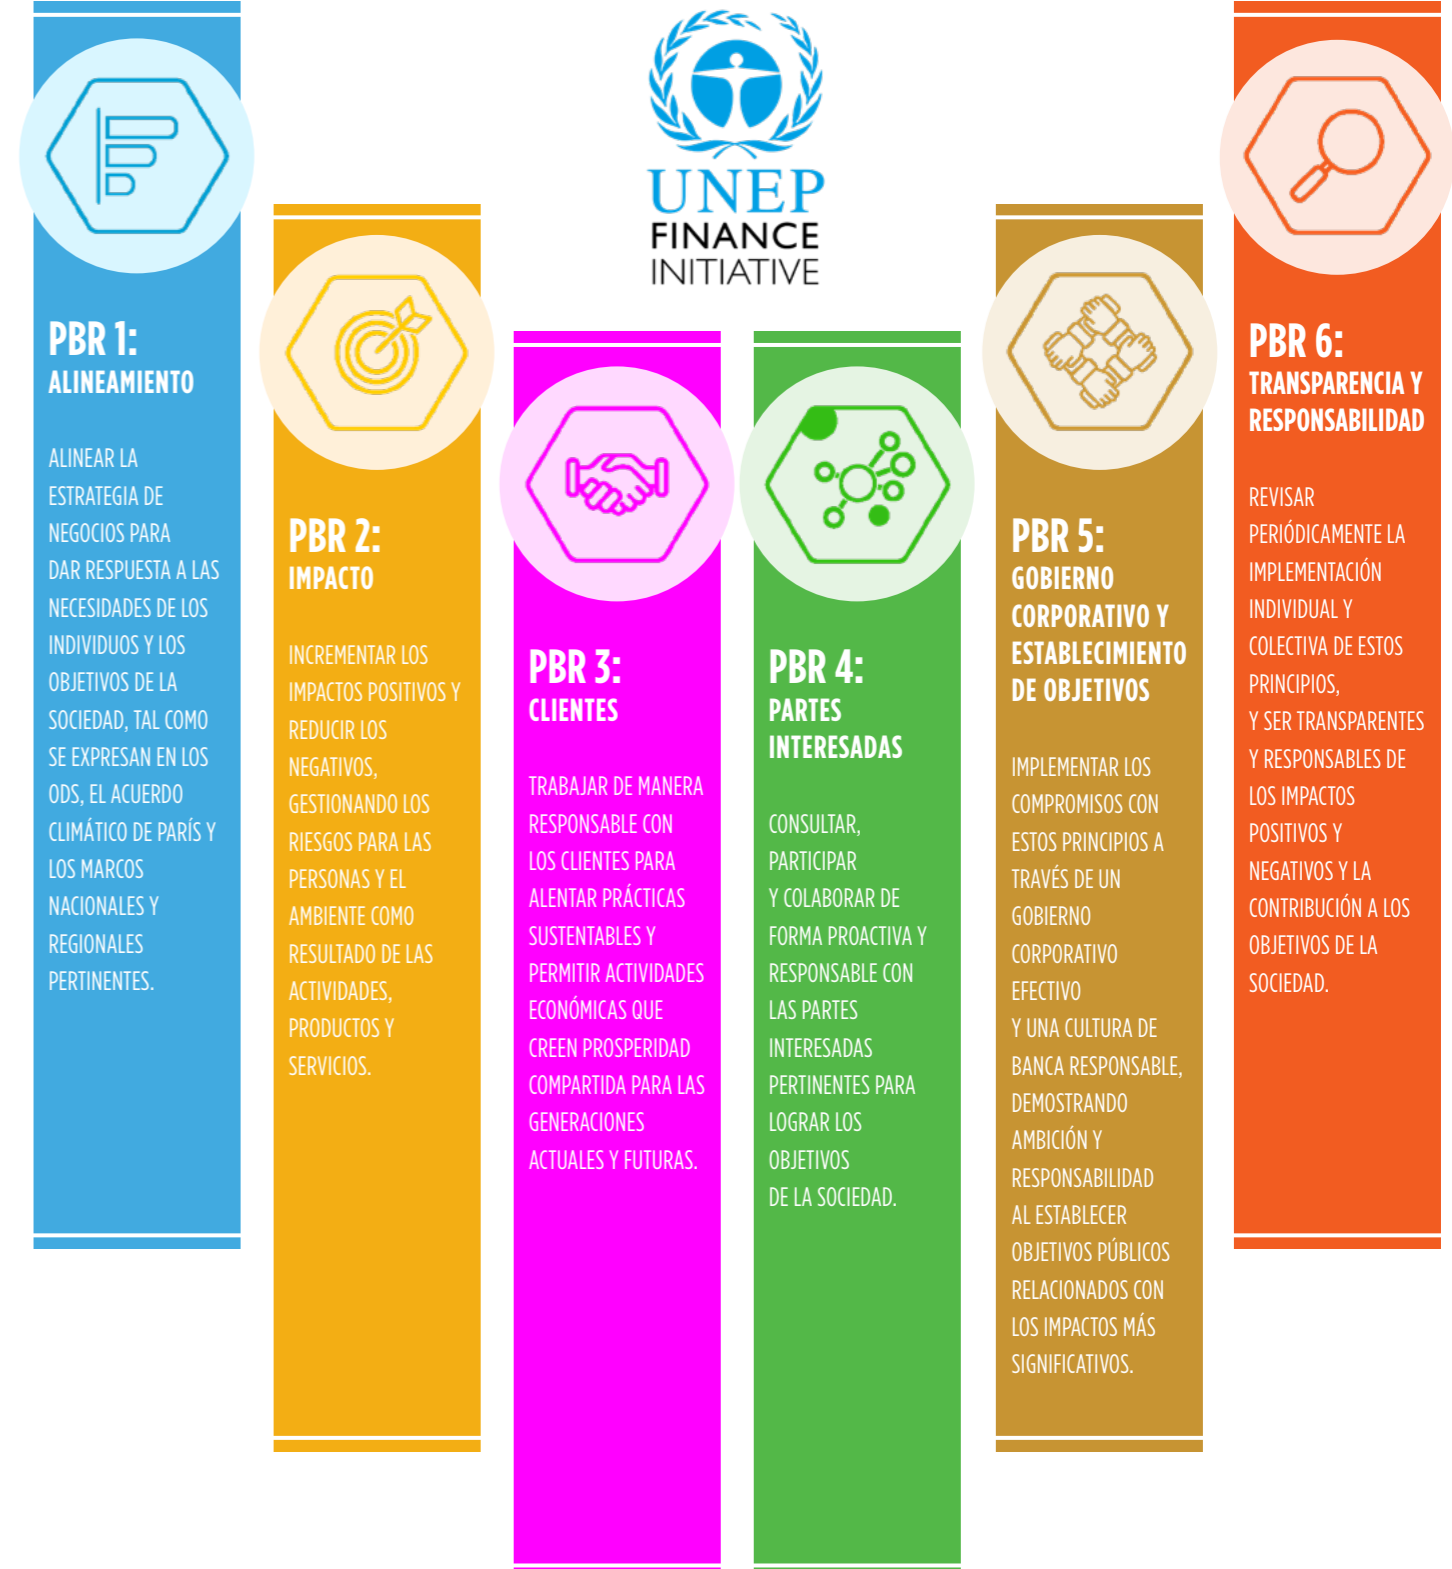 UNEP
FINANCE
INITIATIVE
PBR 1:
ALINEAMIENTO
ALINEAR LA
ESTRATEGIA DE
NEGOCIOS PARA
DAR RESPUESTA A LAS
NECESIDADES DE LOS
INDIVIDUOS Y LOS
OBJETIVOS DE LA
SOCIEDAD, TAL COMO
SE EXPRESAN EN LOS
ODS, EL ACUERDO
CLIMÁTICO DE PARÍS Y
LOS MARCOS
NACIONALES Y
REGIONALES
PERTINENTES.
PBR 2:
IMPACTO
INCREMENTAR LOS
IMPACTOS POSITIVOS Y
REDUCIR LOS
NEGATIVOS,
GESTIONANDO LOS
RIESGOS PARA LAS
PERSONAS Y EL
AMBIENTE COMO
RESULTADO DE LAS
ACTIVIDADES,
PRODUCTOS Y
SERVICIOS.
PBR 3:
CLIENTES
TRABAJAR DE MANERA
RESPONSABLE CON
LOS CLIENTES PARA
ALENTAR PRÁCTICAS
SUSTENTABLES Y
PERMITIR ACTIVIDADES
ECONÓMICAS QUE
CREEN PROSPERIDAD
COMPARTIDA PARA LAS
GENERACIONES
ACTUALES Y FUTURAS.
PBR 4:
PARTES
INTERESADAS
CONSULTAR,
PARTICIPAR
Y COLABORAR DE
FORMA PROACTIVA Y
RESPONSABLE CON
LAS PARTES
INTERESADAS
PERTINENTES PARA
LOGRAR LOS
OBJETIVOS
DE LA SOCIEDAD.
PBR 5:
GOBIERNO
CORPORATIVO Y
ESTABLECIMIENTO
DE OBJETIVOS
IMPLEMENTAR LOS
COMPROMISOS CON
ESTOS PRINCIPIOS A
TRAVÉS DE UN
GOBIERNO
CORPORATIVO
EFECTIVO
Y UNA CULTURA DE
BANCA RESPONSABLE,
DEMOSTRANDO
AMBICIÓN Y
RESPONSABILIDAD
AL ESTABLECER
OBJETIVOS PÚBLICOS
RELACIONADOS CON
LOS IMPACTOS MÁS
SIGNIFICATIVOS.
PBR 6:
TRANSPARENCIA Y
RESPONSABILIDAD
REVISAR
PERIÓDICAMENTE LA
IMPLEMENTACIÓN
INDIVIDUAL Y
COLECTIVA DE ESTOS
PRINCIPIOS,
Y SER TRANSPARENTES
Y RESPONSABLES DE
LOS IMPACTOS
POSITIVOS Y
NEGATIVOS Y LA
CONTRIBUCIÓN A LOS
OBJETIVOS DE LA
SOCIEDAD.